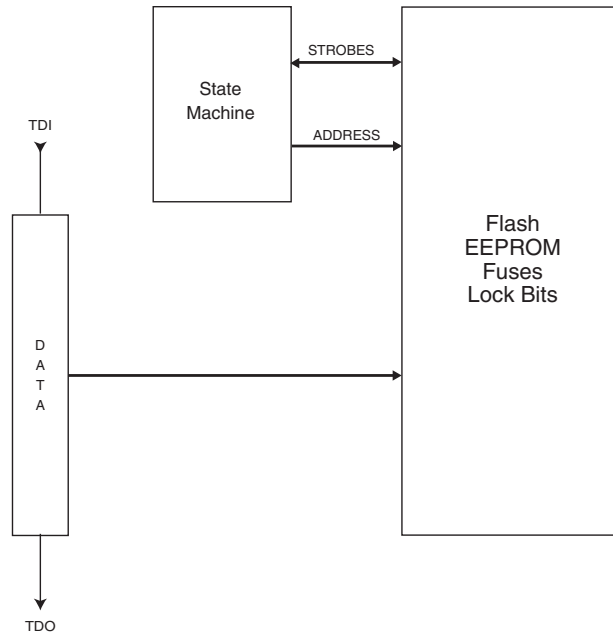 STROBES
State
Machine
ADDRESS
TDI
Flash
EEPROM
Fuses
Lock Bits
D
A
T
A
TDO